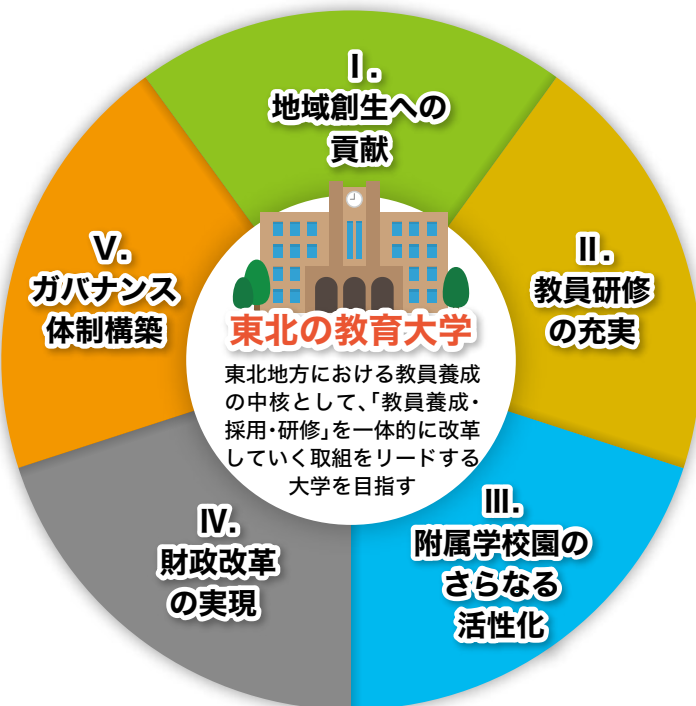 Ⅰ.
地域創生への
貢献
Ⅱ.
教員研修
の充実
Ⅲ.
附属学校園の
さらなる
活性化
Ⅳ.
財政改革
の実現
Ⅴ.
ガバナンス
体制構築
東北の教育大学
東北地方における教員養成
の中核として、「教員養成・
採用・研修」を一体的に改革
していく取組をリードする
大学を目指す